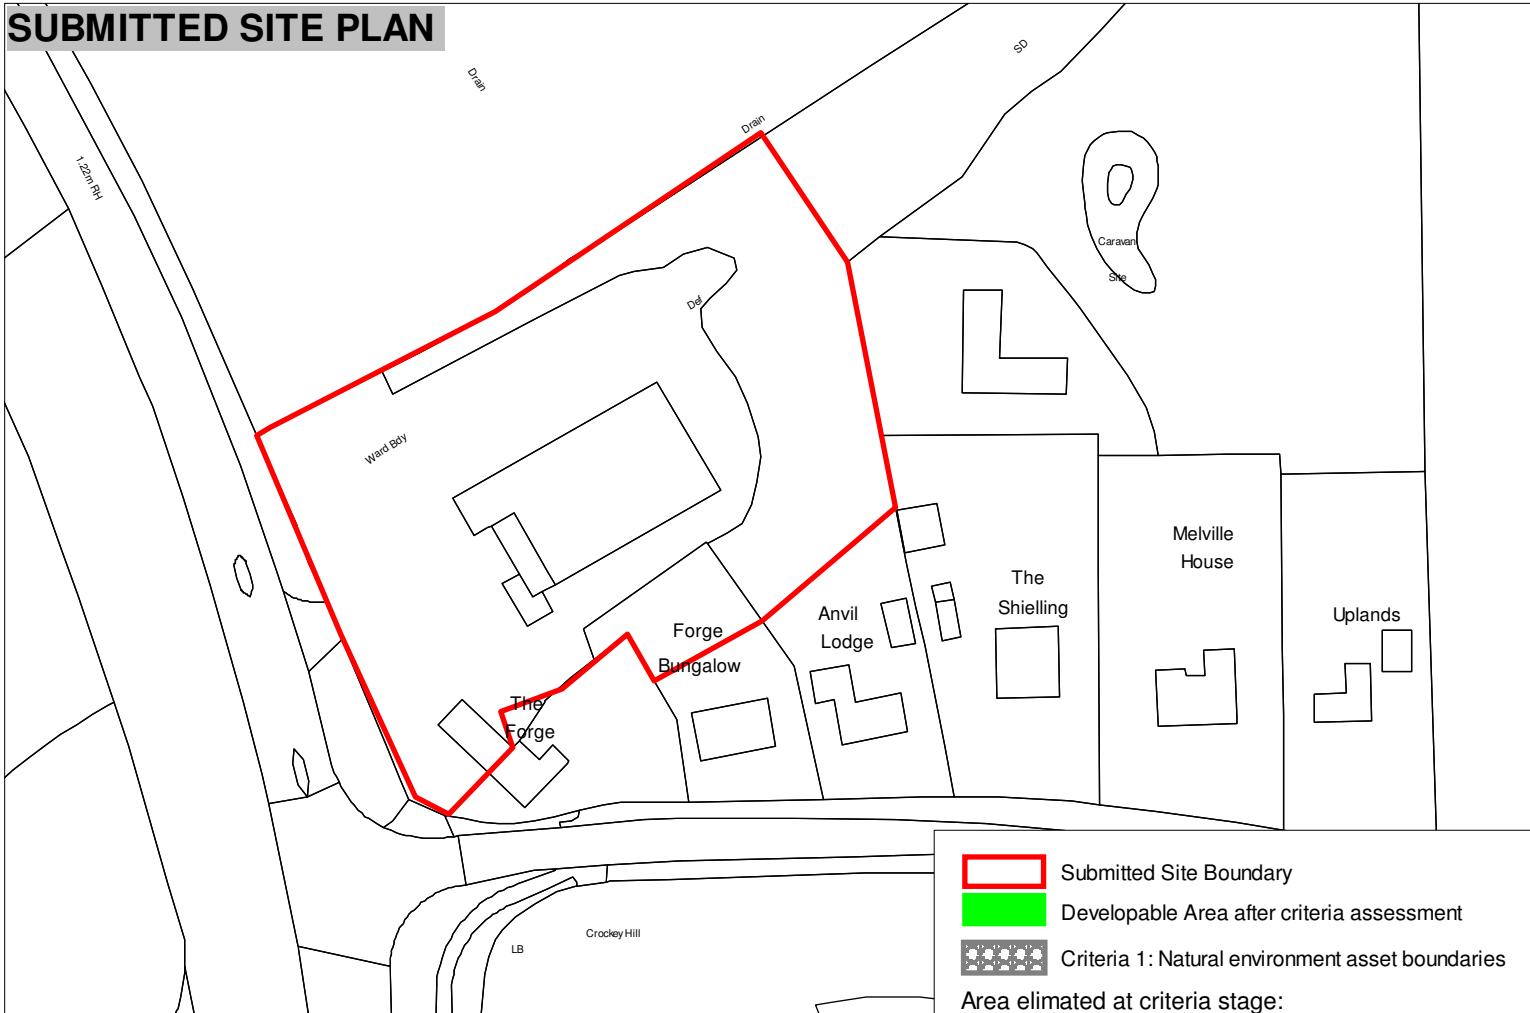 SUBMITTED SITE PLAN
Drain
SD
Drain
1.22m RH
Caravan
Site
Def
Ward Bdy
Melville
House
The
Shielling
Anvil
Lodge
Uplands
Forge
Bungalow
The
Forge
Crockey Hill
LB
Submitted Site Boundary
Developable Area after criteria assessment
Criteria 1: Natural environment asset boundaries
Area elimated at criteria stage: